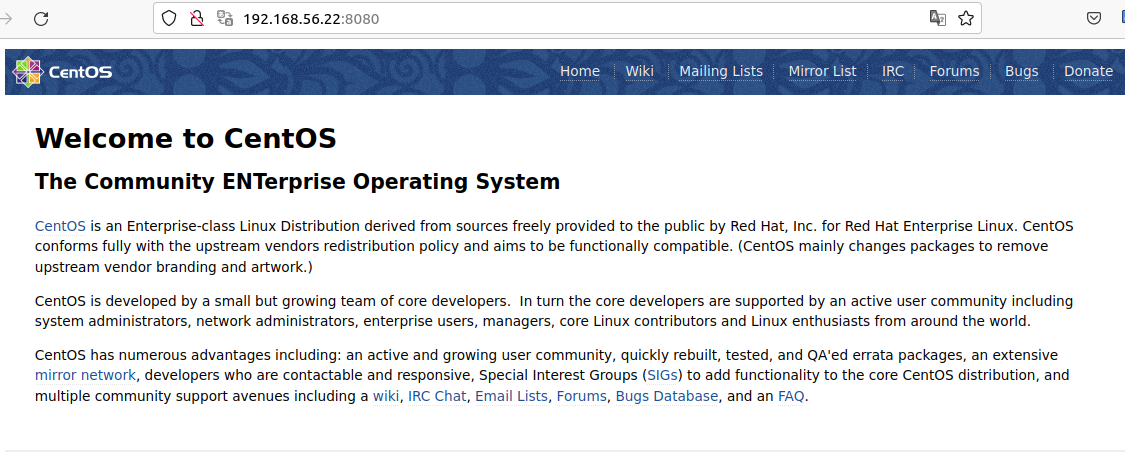 192.168.56.22:8080
CentOS
Home Wiki Mailing Lists Mirror List IRC Forums Bugs Donate
Welcome to CentOS
The Community ENTerprise Operating System
CentOS is an Enterprise-class Linux Distribution derived from sources freely provided to the public by Red Hat, Inc. for Red Hat Enterprise Linux. CentOS
conforms fully with the upstream vendors redistribution policy and aims to be functionally compatible. (CentOS mainly changes packages to remove
upstream vendor branding and artwork.)
CentOS is developed by a small but growing team of core developers.  In turn the core developers are supported by an active user community including
system administrators, network administrators, enterprise users, managers, core Linux contributors and Linux enthusiasts from around the world.
CentOS has numerous advantages including: an active and growing user community, quickly rebuilt, tested, and QA'ed errata packages, an extensive
mirror network, developers who are contactable and responsive, Special Interest Groups (SIGs) to add functionality to the core CentOS distribution, and
multiple community support avenues including a wiki, IRC Chat, Email Lists, Forums, Bugs Database, and an FAQ.